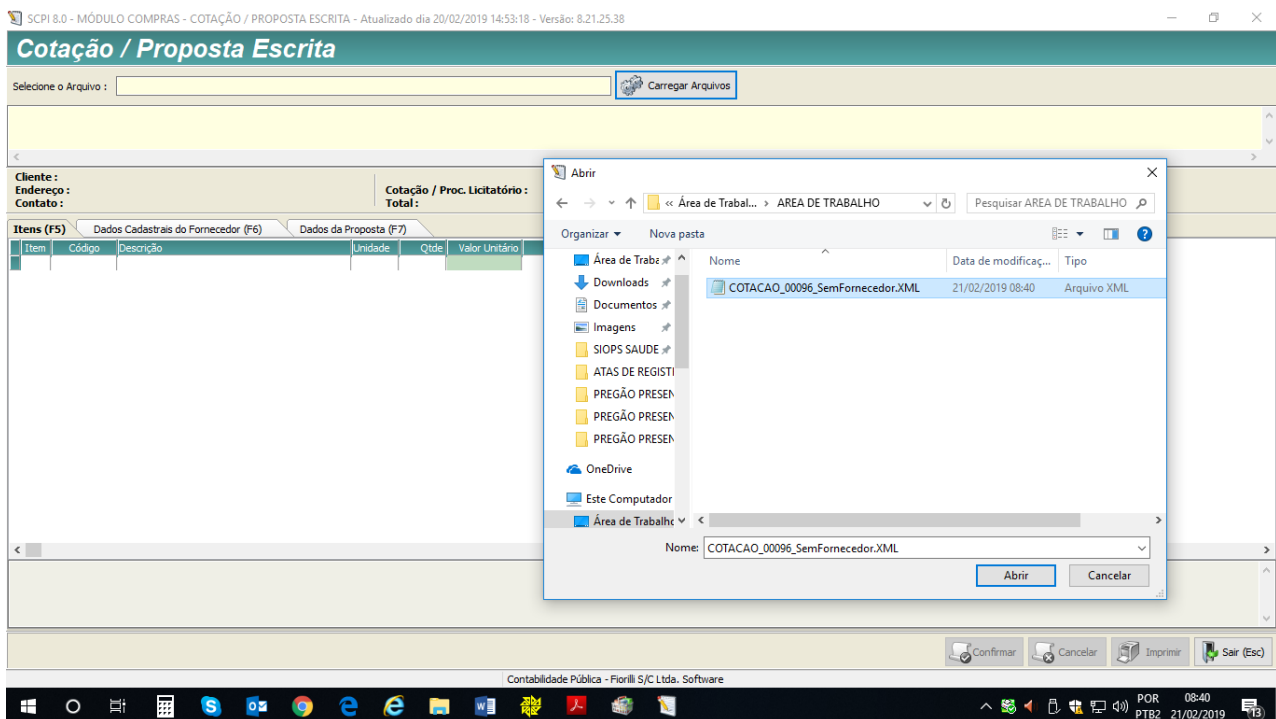 SCPI 8.0 - MÓDULO COMPRAS - COTAÇÃO / PROPOSTA ESCRITA - Atualizado dia 20/02/2019 14:53:18 - Versão: 8.21.25.38
Cotação / Proposta Escrita
Selecione o Arquivo :
Carregar Arquivos
Cliente :
Endereço :
Contato :
Cotação / Proc. Licitatório :
Total :
Itens (F5) Dados Cadastrais do Fornecedor (F6) Dados da Proposta (F7)
Item Código Descrição Unidade Qtde Valor Unitário
Abrir
« Área de Trabal... › AREA DE TRABALHO
Pesquisar AREA DE TRABALHO
Organizar Nova pasta
Nome Data de modificaç... Tipo
COTACAO_00096_SemFornecedor.XML 21/02/2019 08:40 Arquivo XML
Área de Traba
Downloads
Documentos
Imagens
SIOPS SAUDE
ATAS DE REGISTI
PREGÃO PRESEN
PREGÃO PRESEN
PREGÃO PRESEN
OneDrive
Este Computador
Área de Trabalho
Nome: COTACAO_00096_SemFornecedor.XML
Abrir Cancelar
Confirmar Cancelar Imprimir Sair (Esc)
Contabilidade Pública - Fiorilli S/C Ltda. Software
POR 08:40
PTB2 21/02/2019
13